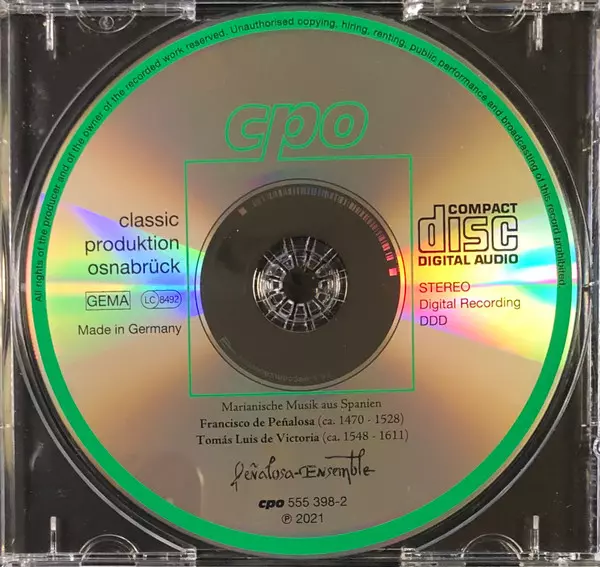 All rights of the producer and of the owner of the recorded work reserved. Unauthorised copying, hiring, renting, public performance and broadcasting of this record prohibited.
cpo
classic
produktion
osnabrück
GEMA LC 8492
Made in Germany
COMPACT
disc
DIGITAL AUDIO
STEREO
Digital Recording
DDD
Marianische Musik aus Spanien
Francisco de Peñalosa (ca. 1470 - 1528)
Tomás Luis de Victoria (ca. 1548 - 1611)
Peñalosa-Ensemble
cpo 555 398-2
℗ 2021